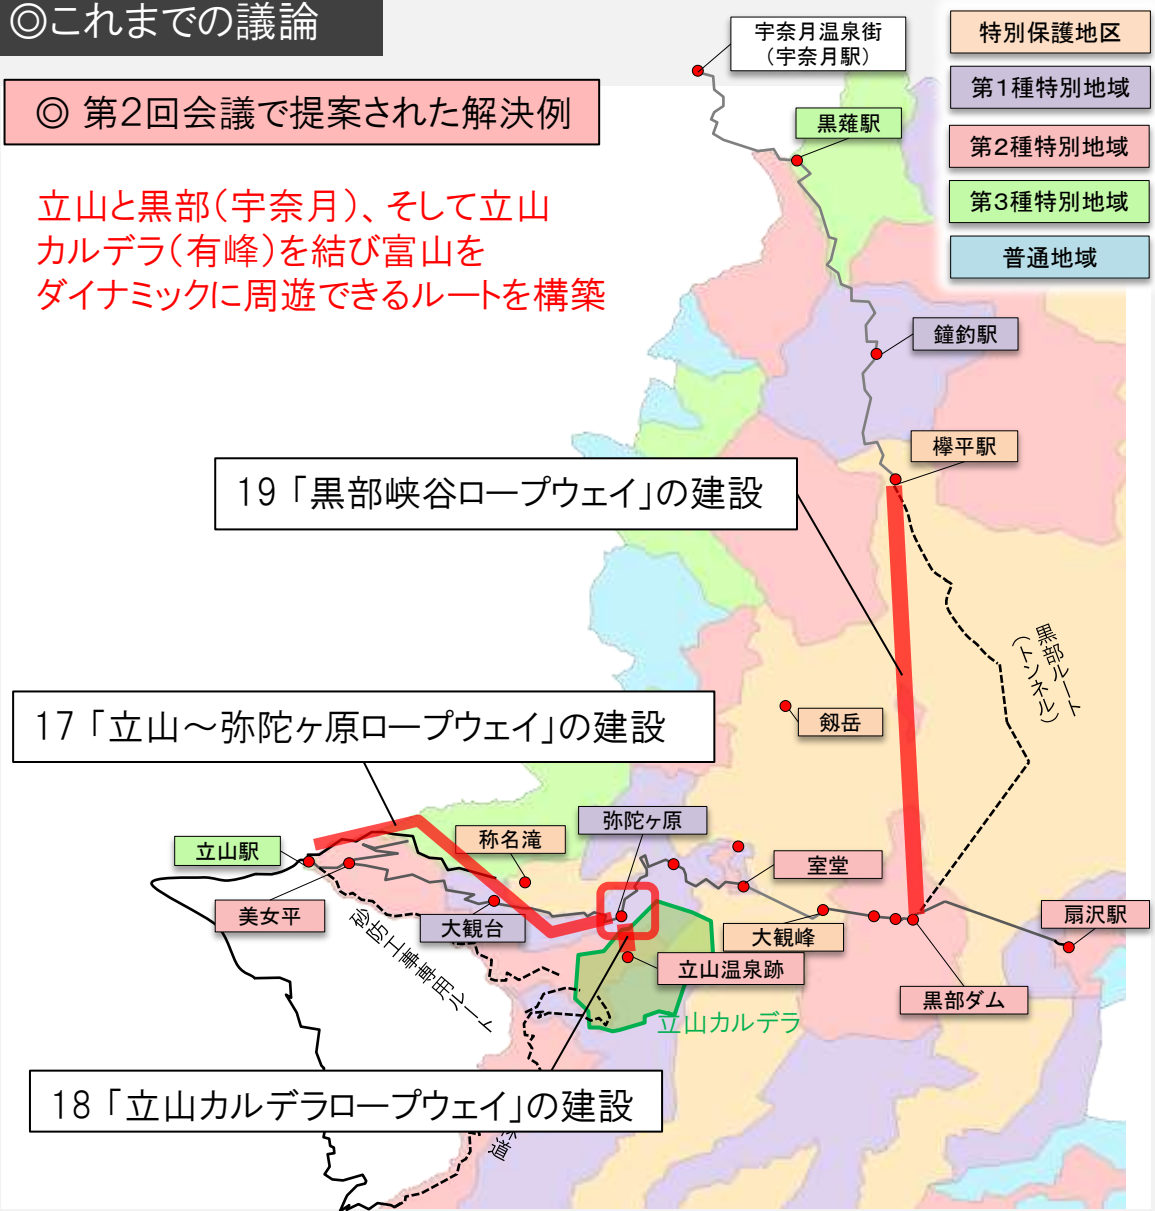 ◎これまでの議論
◎ 第2回会議で提案された解決例
立山と黒部（宇奈月）、そして立山
カルデラ（有峰）を結び富山を
ダイナミックに周遊できるルートを構築
特別保護地区
第1種特別地域
第2種特別地域
第3種特別地域
普通地域
宇奈月温泉街
（宇奈月駅）
黒薙駅
鐘釣駅
欅平駅
19 「黒部峡谷ロープウェイ」の建設
黒部ルート
（トンネル）
剱岳
17 「立山～弥陀ヶ原ロープウェイ」の建設
弥陀ヶ原
称名滝
立山駅
室堂
美女平
大観台
大観峰
扇沢駅
砂防工事専用ルート
立山温泉跡
黒部ダム
立山カルデラ
18 「立山カルデラロープウェイ」の建設